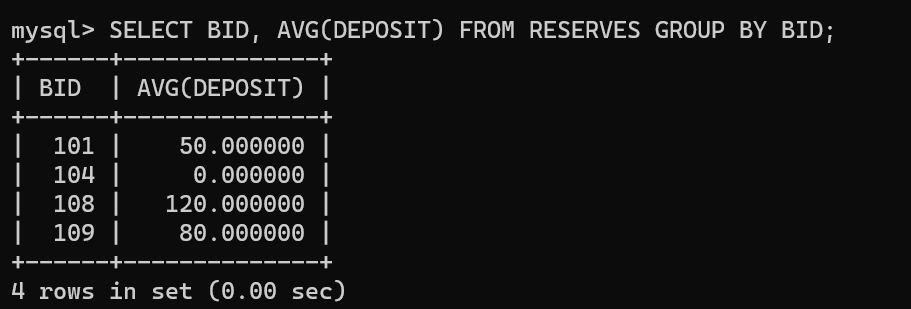 mysql> SELECT BID, AVG(DEPOSIT) FROM RESERVES GROUP BY BID;
+------+--------------+
| BID  | AVG(DEPOSIT) |
+------+--------------+
|  101 |    50.000000 |
|  104 |     0.000000 |
|  108 |   120.000000 |
|  109 |    80.000000 |
+------+--------------+
4 rows in set (0.00 sec)